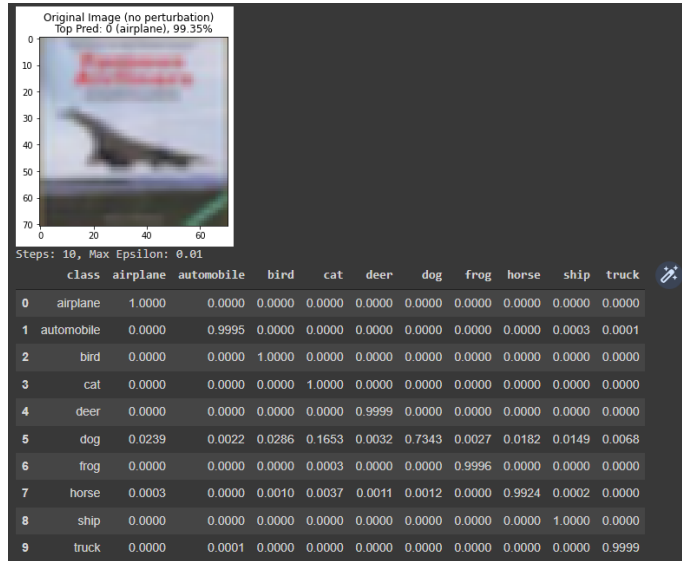 Original Image (no perturbation)
Top Pred: 0 (airplane), 99.35%
0
10
20
30
40
50
60
70
0 20 40 60
Steps: 10, Max Epsilon: 0.01
class airplane automobile bird cat deer dog frog horse ship truck
0 airplane 1.0000 0.0000 0.0000 0.0000 0.0000 0.0000 0.0000 0.0000 0.0000 0.0000
1 automobile 0.0000 0.9995 0.0000 0.0000 0.0000 0.0000 0.0000 0.0000 0.0003 0.0001
2 bird 0.0000 0.0000 1.0000 0.0000 0.0000 0.0000 0.0000 0.0000 0.0000 0.0000
3 cat 0.0000 0.0000 0.0000 1.0000 0.0000 0.0000 0.0000 0.0000 0.0000 0.0000
4 deer 0.0000 0.0000 0.0000 0.0000 0.9999 0.0000 0.0000 0.0000 0.0000 0.0000
5 dog 0.0239 0.0022 0.0286 0.1653 0.0032 0.7343 0.0027 0.0182 0.0149 0.0068
6 frog 0.0000 0.0000 0.0000 0.0003 0.0000 0.0000 0.9996 0.0000 0.0000 0.0000
7 horse 0.0003 0.0000 0.0010 0.0037 0.0011 0.0012 0.0000 0.9924 0.0002 0.0000
8 ship 0.0000 0.0000 0.0000 0.0000 0.0000 0.0000 0.0000 0.0000 1.0000 0.0000
9 truck 0.0000 0.0001 0.0000 0.0000 0.0000 0.0000 0.0000 0.0000 0.0000 0.9999